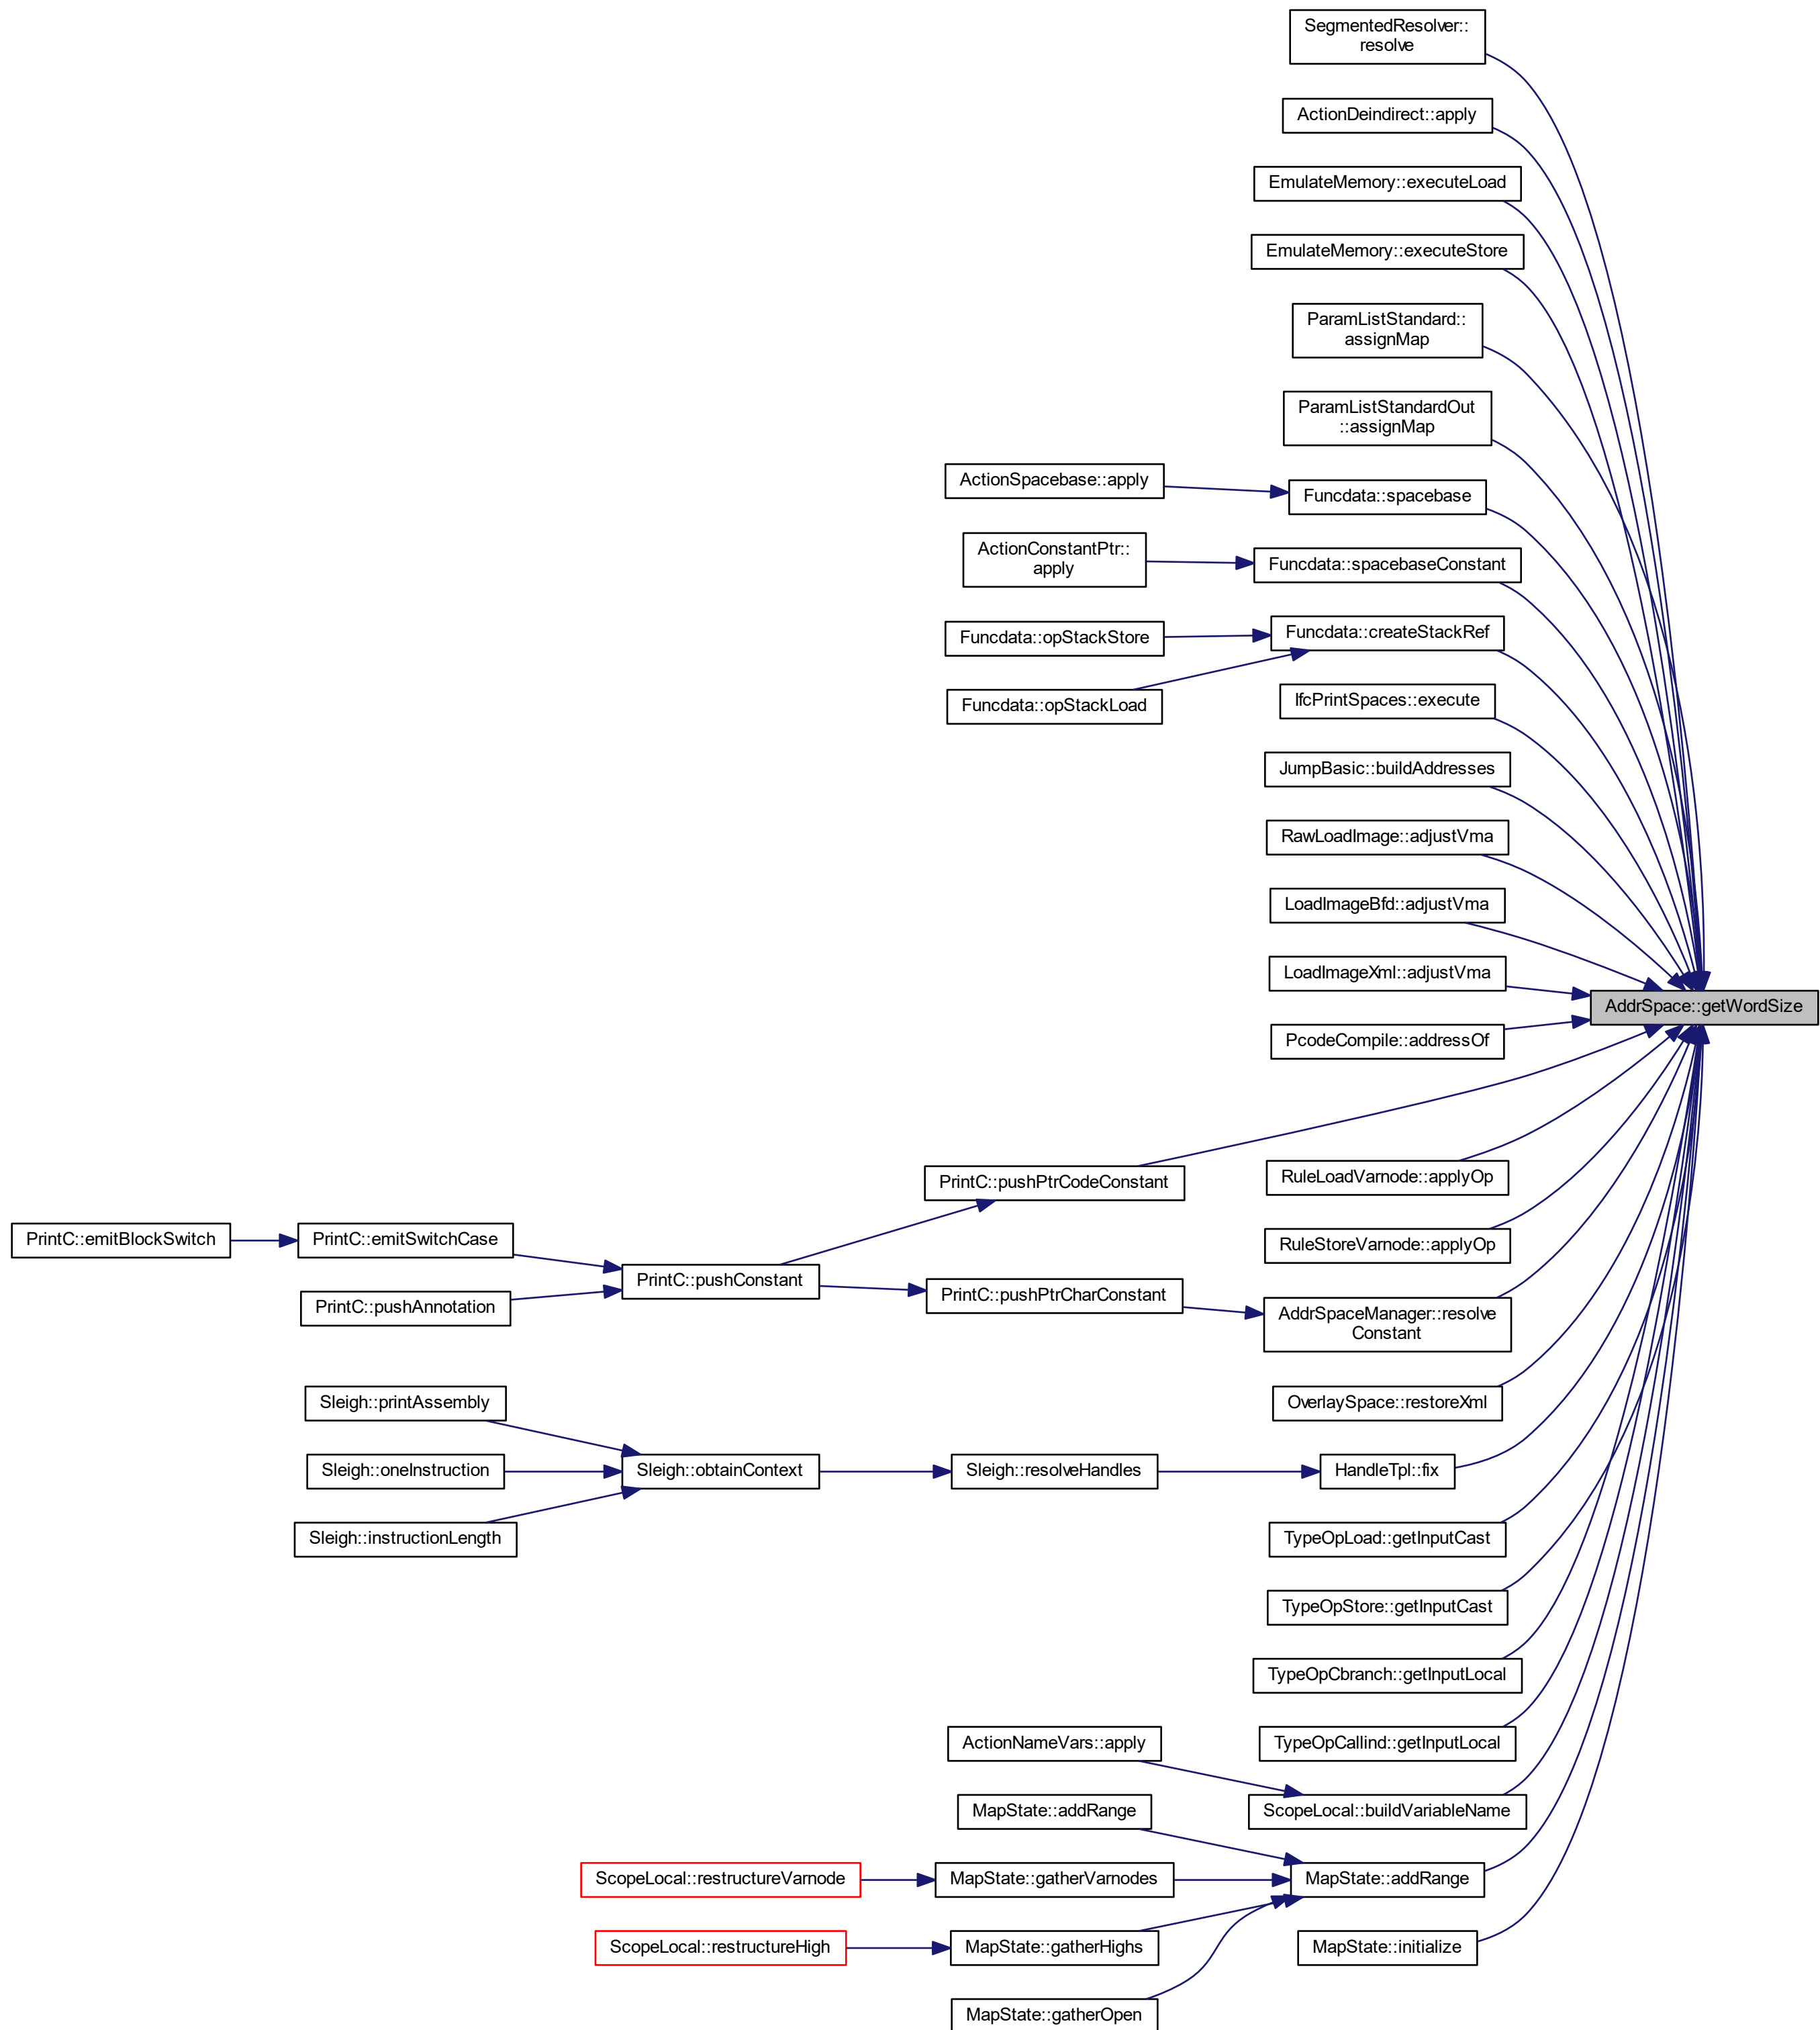 SegmentedResolver::
resolve
ActionDeindirect::apply
EmulateMemory::executeLoad
EmulateMemory::executeStore
ParamListStandard::
assignMap
ParamListStandardOut
::assignMap
ActionSpacebase::apply
Funcdata::spacebase
ActionConstantPtr::
apply
Funcdata::spacebaseConstant
Funcdata::opStackStore
Funcdata::createStackRef
Funcdata::opStackLoad
IfcPrintSpaces::execute
JumpBasic::buildAddresses
RawLoadImage::adjustVma
LoadImageBfd::adjustVma
LoadImageXml::adjustVma
AddrSpace::getWordSize
PcodeCompile::addressOf
PrintC::pushPtrCodeConstant
RuleLoadVarnode::applyOp
PrintC::emitBlockSwitch
PrintC::emitSwitchCase
RuleStoreVarnode::applyOp
PrintC::pushConstant
PrintC::pushAnnotation
PrintC::pushPtrCharConstant
AddrSpaceManager::resolve
Constant
Sleigh::printAssembly
OverlaySpace::restoreXml
Sleigh::oneInstruction
Sleigh::obtainContext
Sleigh::resolveHandles
HandleTpl::fix
Sleigh::instructionLength
TypeOpLoad::getInputCast
TypeOpStore::getInputCast
TypeOpCbranch::getInputLocal
ActionNameVars::apply
TypeOpCallind::getInputLocal
MapState::addRange
ScopeLocal::buildVariableName
ScopeLocal::restructureVarnode
MapState::gatherVarnodes
MapState::addRange
ScopeLocal::restructureHigh
MapState::gatherHighs
MapState::initialize
MapState::gatherOpen